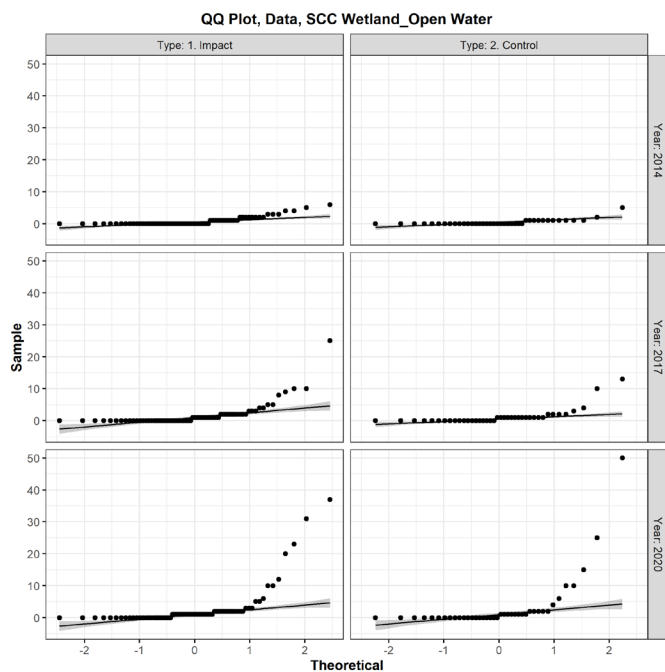 QQ Plot, Data, SCC Wetland_Open Water
Type: 1. Impact
Type: 2. Control
50
40
30
20
10
0
Year: 2014
50
40
30
20
10
0
Year: 2017
Sample
50
40
30
20
10
0
Year: 2020
-2 -1 0 1 2
-2 -1 0 1 2
Theoretical